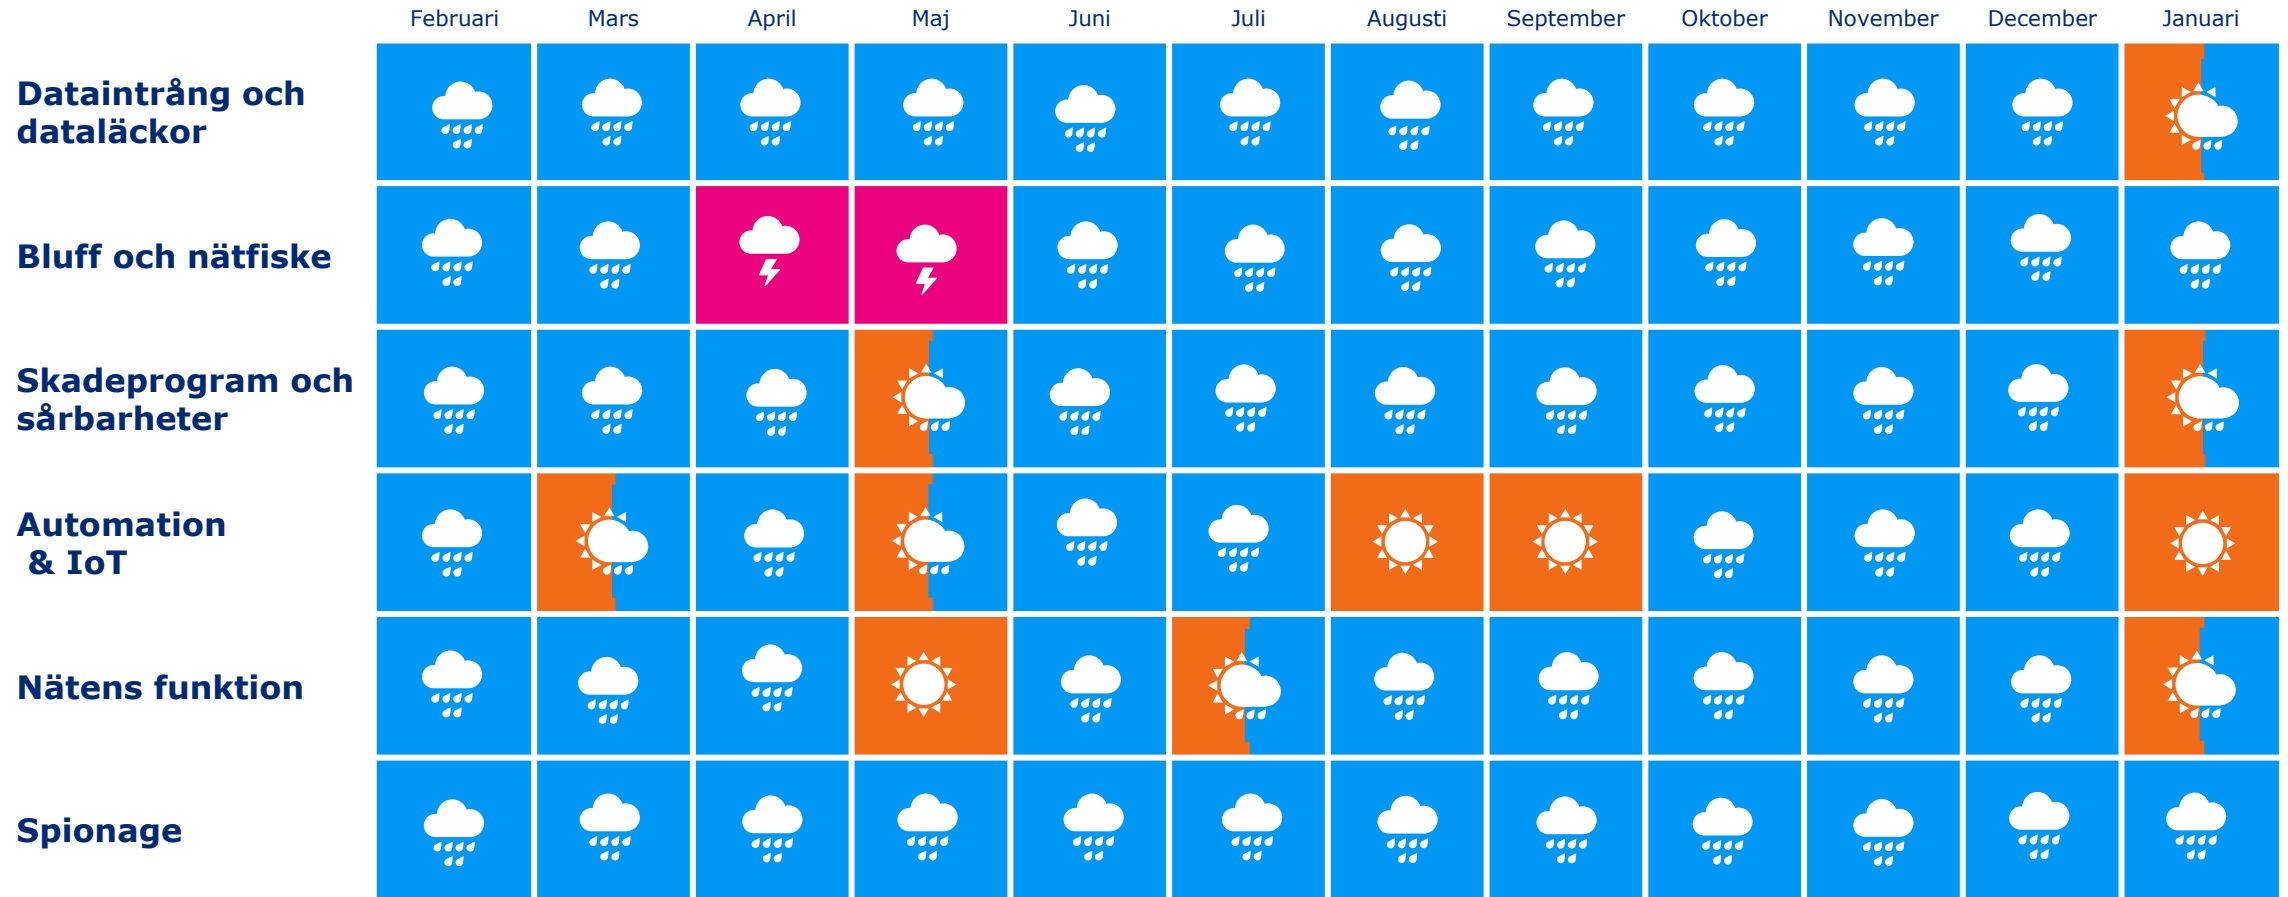 Februari Mars April Maj Juni Juli Augusti September Oktober November December Januari
Dataintrång och
dataläckor
Bluff och nätfiske
Skadeprogram och
sårbarheter
Automation
& IoT
Nätens funktion
Spionage